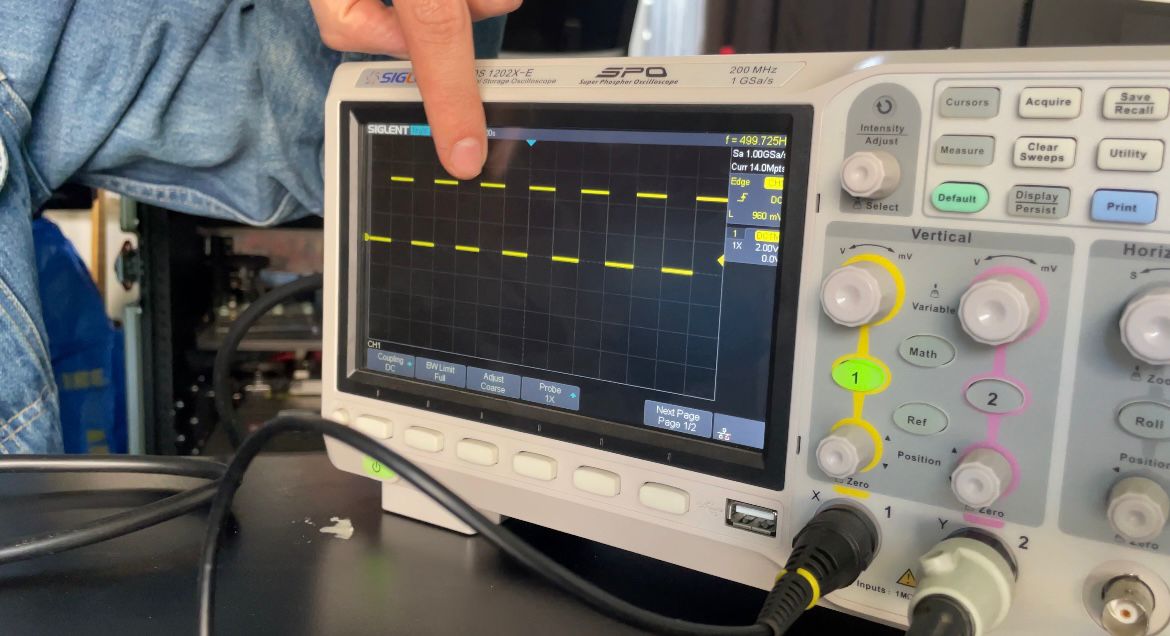 SIGL
DS 1202X-E
SPO
Super Phosphor Oscilloscope
200 MHz
1 GSa/s
Storage Oscilloscope
SIGLENT
f = 499.725H
Sa 1.00GSa/s
Curr 14.0Mpts
Edge
DC
L 960 mV
1
1X 2.00V
0.0V
CH1
Coupling
DC
BW Limit
Full
Adjust
Coarse
Probe
1X
Next Page
Page 1/2
Intensity
Adjust
Select
Cursors
Acquire
Save
Recall
Measure
Clear
Sweeps
Utility
Default
Display
Persist
Print
Vertical
Horiz
V mV
V mV
S
Variable
Math
1
2
Ref
Roll
Position
Position
Zero
Zero
Zero
X
1
Y
2
Inputs : 1M